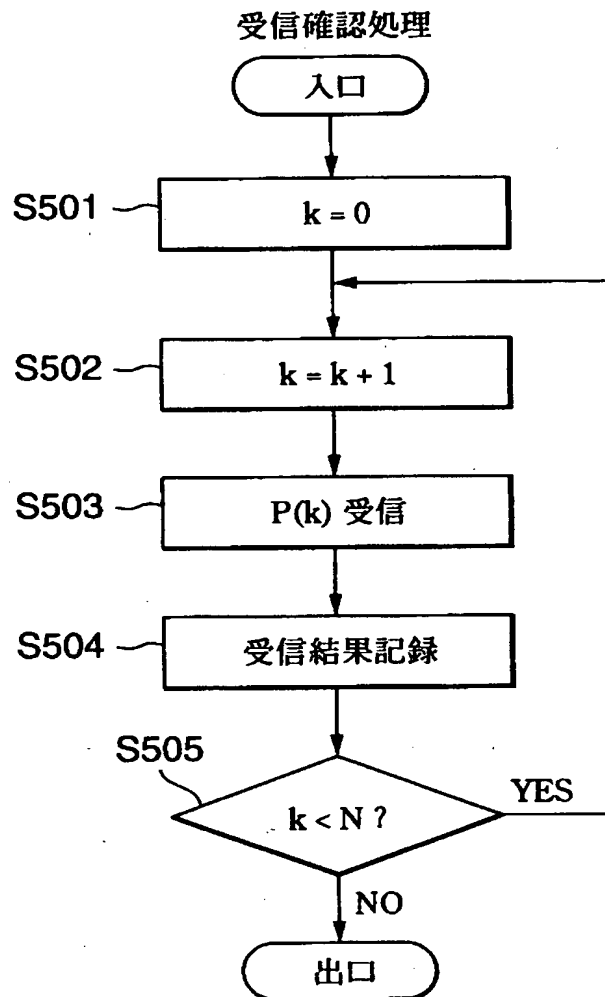 受信確認処理
入口
S501
k = 0
S502
k = k + 1
S503
P(k) 受信
S504
受信結果記録
S505
k < N ?
YES
NO
出口